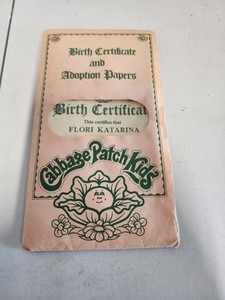 Birth Certificate
and
Adoption Papers
Birth Certificat
This certifies that
FLORI KATARINA
Cabbage Patch Kids